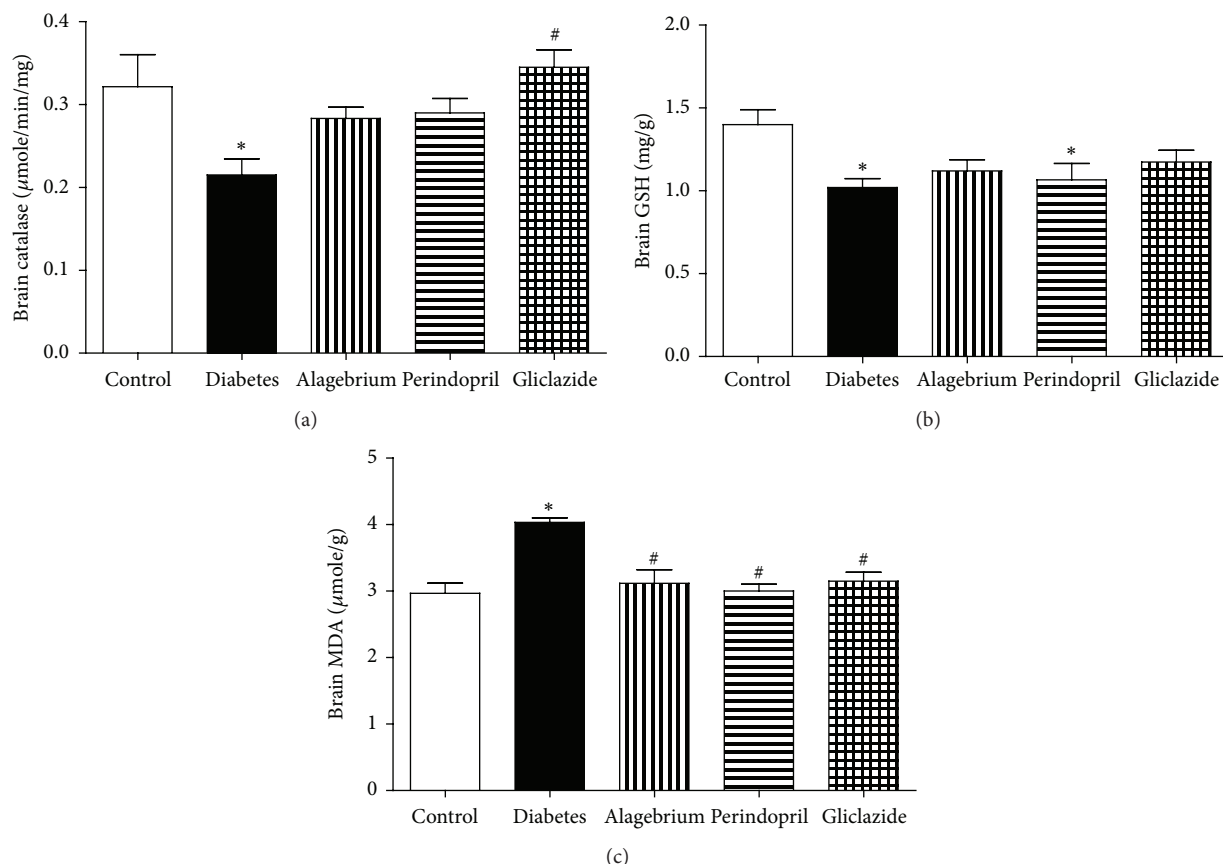 0.4
0.3
0.2
0.1
0.0
Brain catalase (μmole/min/mg)
*
#
Control Diabetes Alagebrium Perindopril Gliclazide
(a)
2.0
1.5
1.0
0.5
0.0
Brain GSH (mg/g)
*
*
Control Diabetes Alagebrium Perindopril Gliclazide
(b)
5
4
3
2
1
0
Brain MDA (μmole/g)
*
#
#
#
Control Diabetes Alagebrium Perindopril Gliclazide
(c)